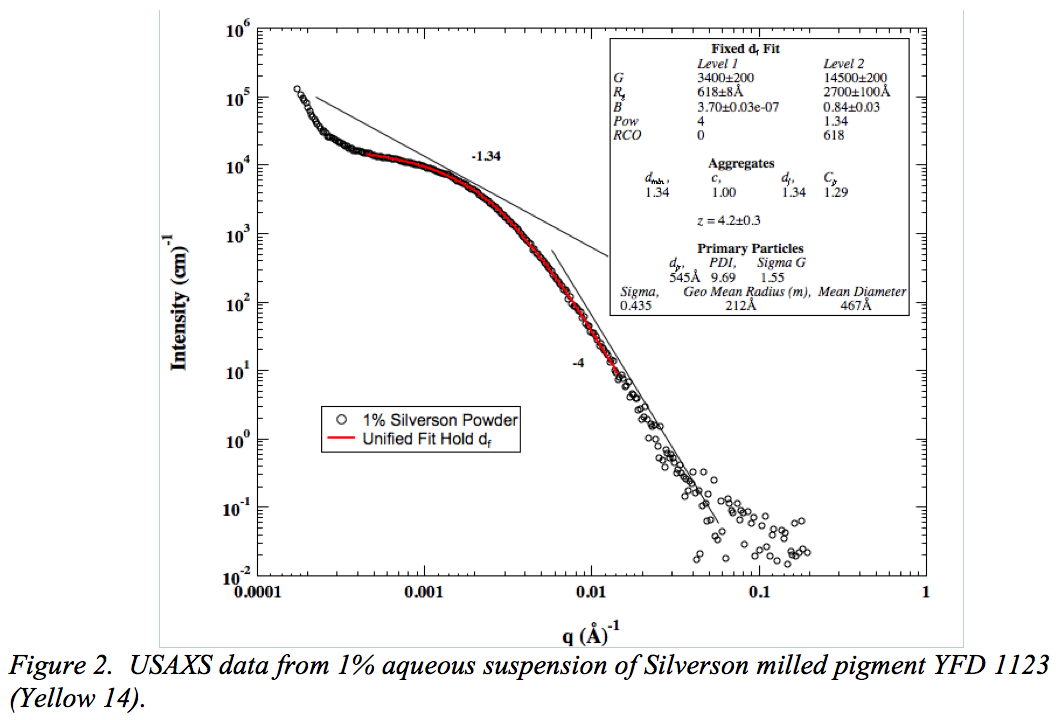 10^6
10^5
10^4
10^3
10^2
10^1
10^0
10^-1
10^-2
Intensity (cm)^-1
0.0001 0.001 0.01 0.1 1
q (Å)^-1
-1.34
-4
1% Silverson Powder
Unified Fit Hold d_f
Fixed d_f Fit
Level 1 Level 2
G 3400±200 14500±200
R_g 618±8Å 2700±100Å
B 3.70±0.03e-07 0.84±0.03
Pow 4 1.34
RCO 0 618
Aggregates
d_min, c, d_f, C_p,
1.34 1.00 1.34 1.29
z = 4.2±0.3
Primary Particles
d_p, PDI, Sigma G
545Å 9.69 1.55
Sigma, Geo Mean Radius (m), Mean Diameter
0.435 212Å 467Å
Figure 2. USAXS data from 1% aqueous suspension of Silverson milled pigment YFD 1123
(Yellow 14).